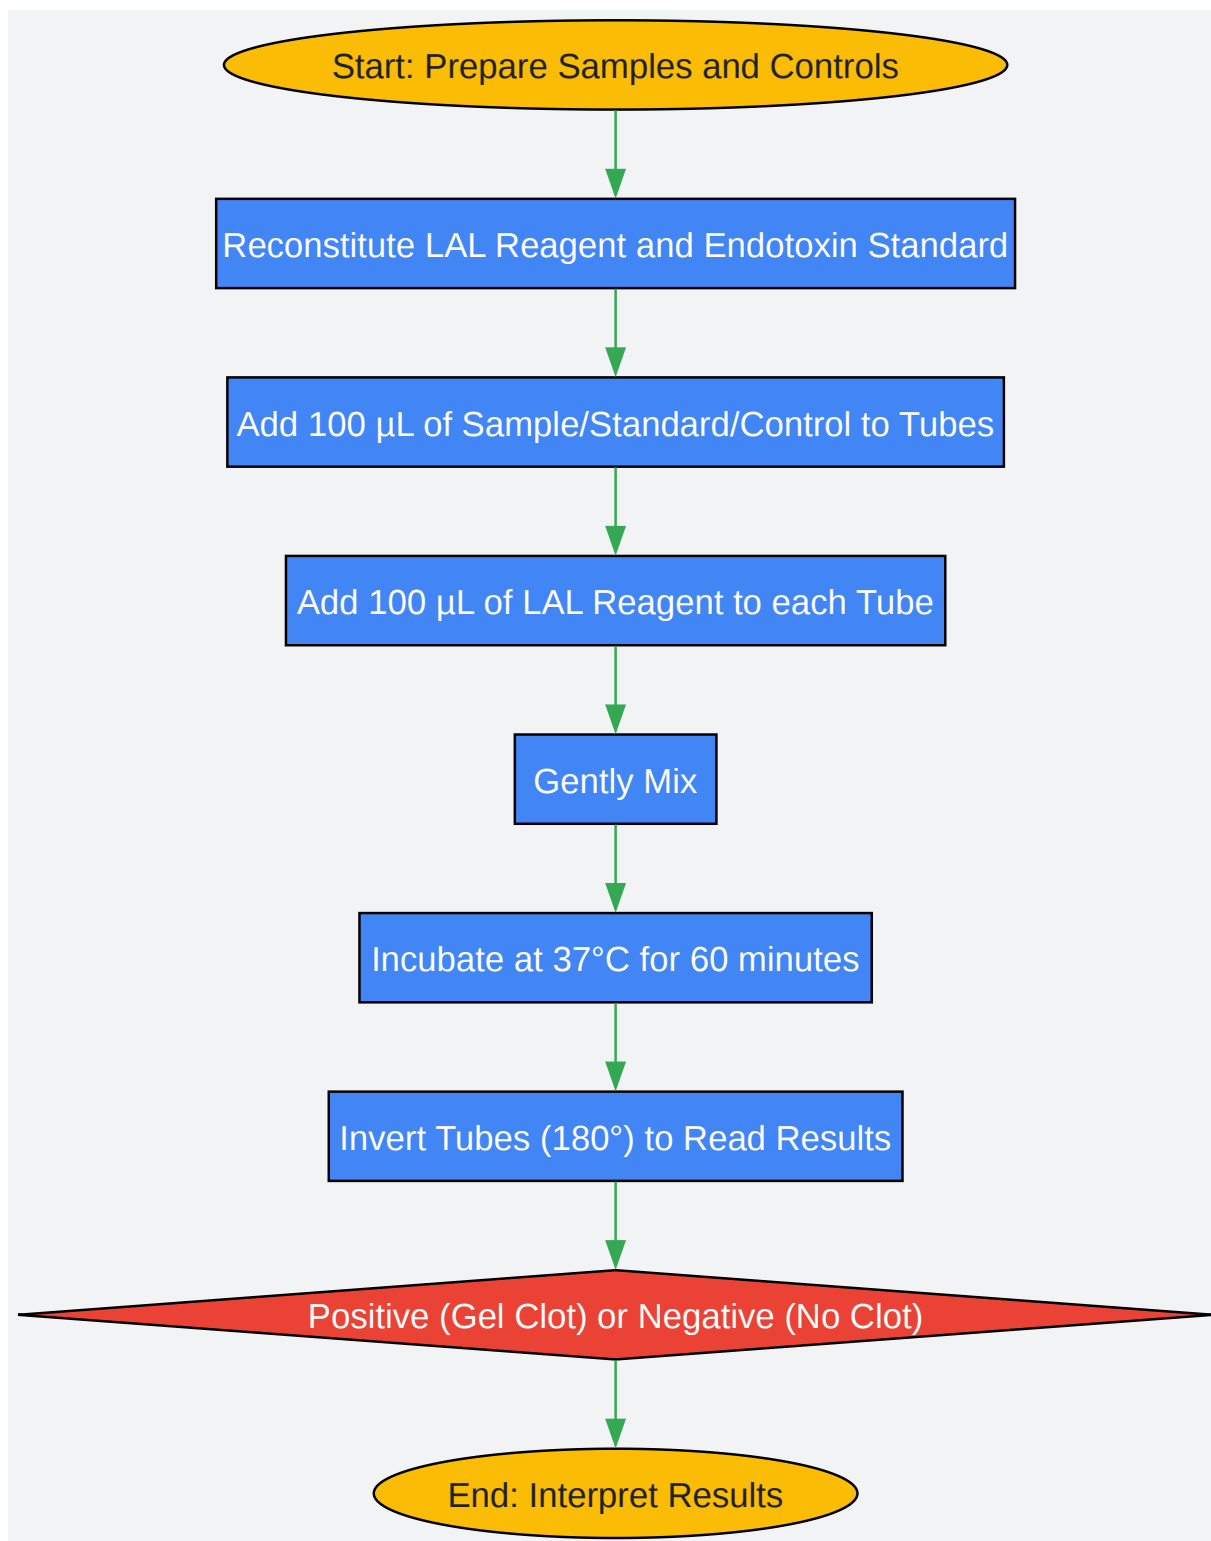 Start: Prepare Samples and Controls
Reconstitute LAL Reagent and Endotoxin Standard
Add 100 µL of Sample/Standard/Control to Tubes
Add 100 µL of LAL Reagent to each Tube
Gently Mix
Incubate at 37°C for 60 minutes
Invert Tubes (180°) to Read Results
Positive (Gel Clot) or Negative (No Clot)
End: Interpret Results